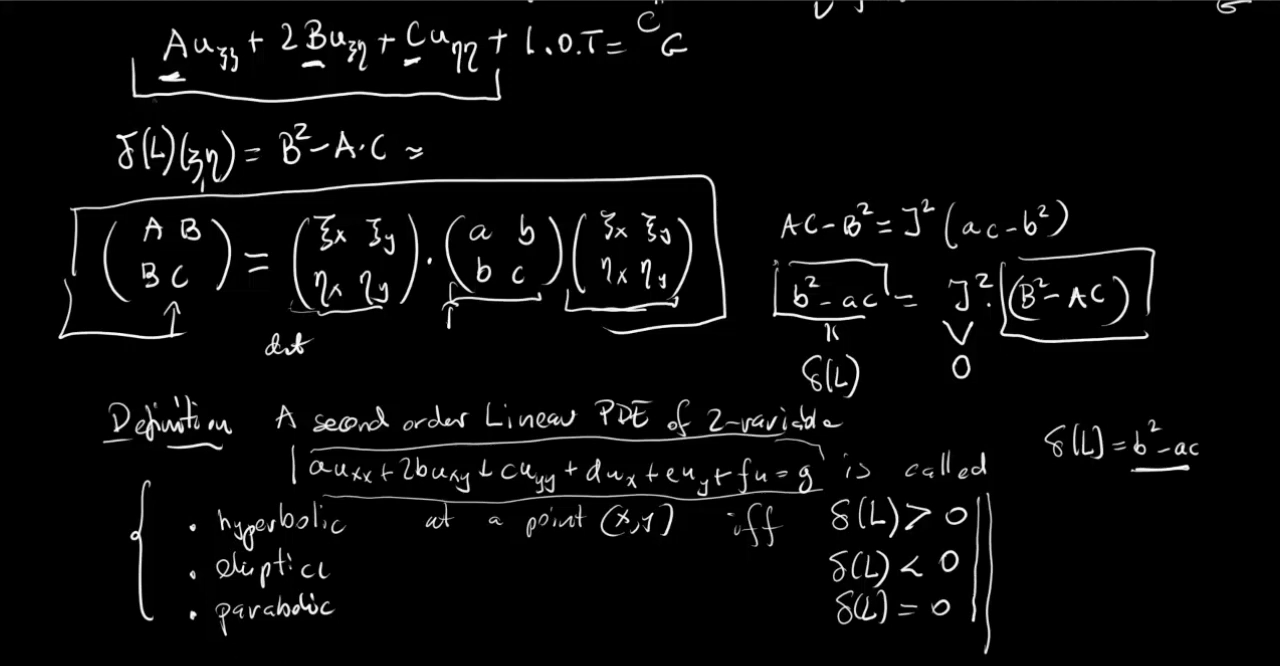 Au_ξξ + 2Bu_ξη + Cu_ηη + L.O.T = G
δ(L)(ξ,η) = B² - A·C =
(A B; B C) = (ξx ξy; ηx ηy) · (a b; b c) (ξx ξy; ηx ηy)
det
AC - B² = J² (ac - b²)
b² - ac = J² · (B² - AC)
δ(L)
V
0
Definition A second order Linear PDE of 2-variable
au_xx + 2bu_xy + cu_yy + du_x + eu_y + fu = g is called
δ(L) = b² - ac
• hyperbolic at a point (x,y) iff δ(L) > 0
• eliptic δ(L) < 0
• parabolic δ(L) = 0